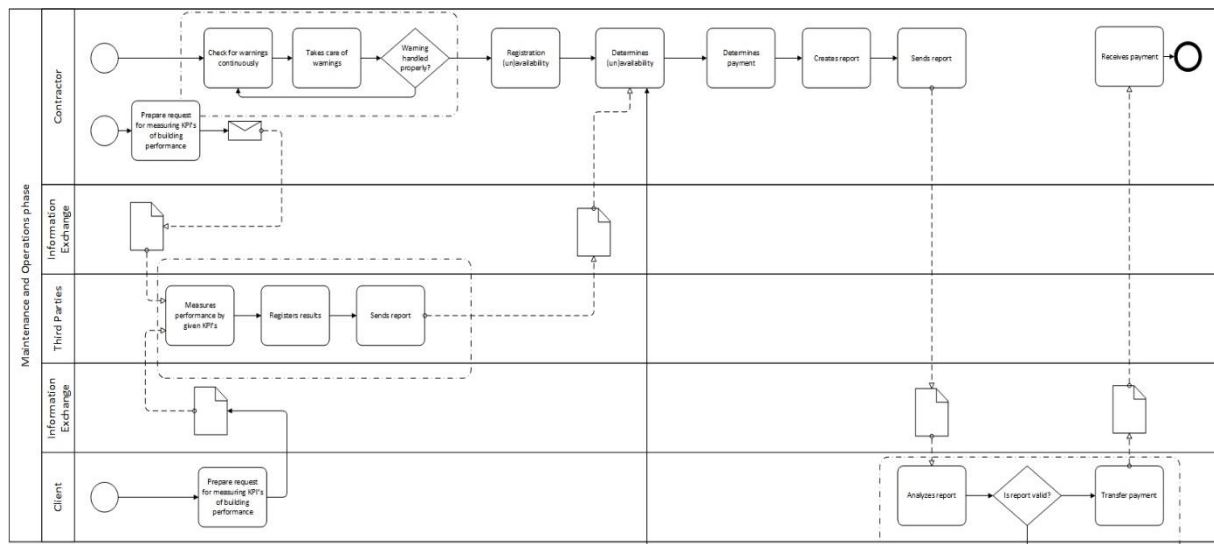 Maintenance and Operations phase
Contractor
Check for warnings
continuously
Takes care of
warnings
Warning
handled
properly?
Registration
(un)availability
Determines
(un)availability
Determines
payment
Creates report
Sends report
Receives payment
Prepare request
for measuring KPI's
of building
performance
Information
Exchange
Third Parties
Measures
performance by
given KPI's
Registers results
Sends report
Information
Exchange
Client
Prepare request
for measuring KPI's
of building
performance
Analyzes report
Is report valid?
Transfer payment